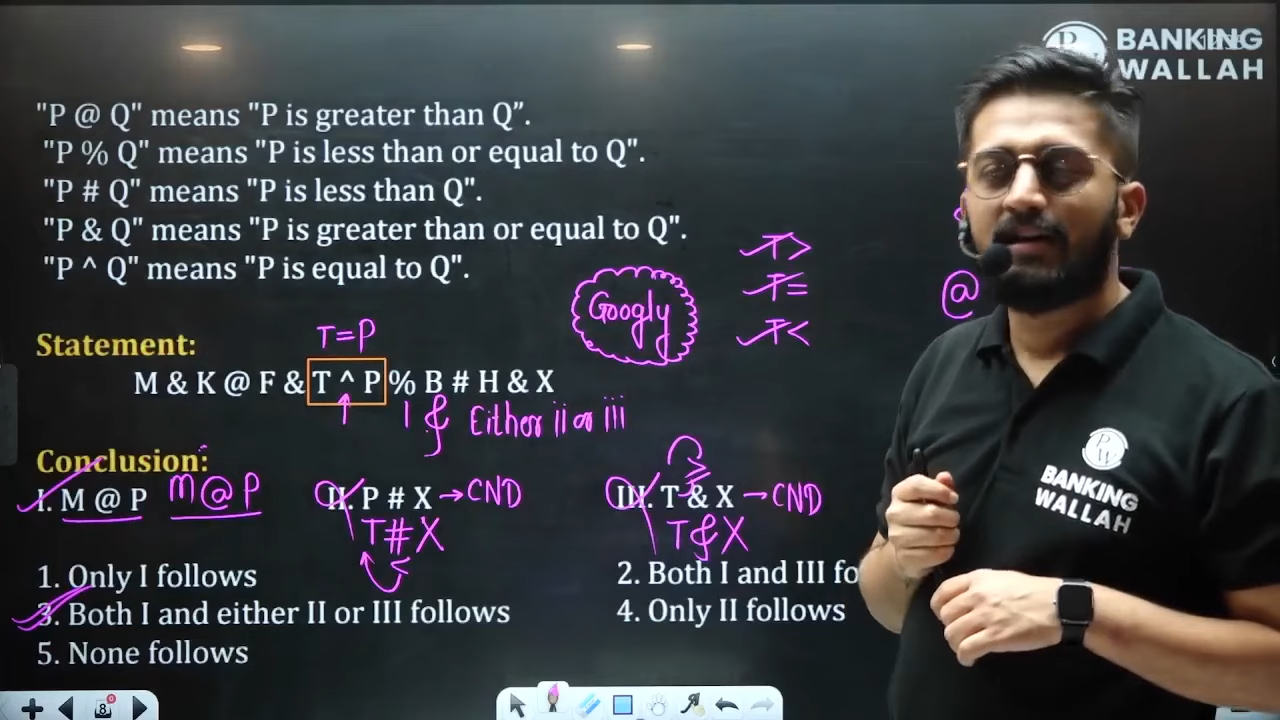 BANKING
WALLAH
"P @ Q" means "P is greater than Q”.
"P % Q" means "P is less than or equal to Q".
"P # Q" means "P is less than Q".
"P & Q" means "P is greater than or equal to Q".
"P ^ Q" means "P is equal to Q".
T>
T=
T<
Googly
@
T=P
Statement:
M & K @ F & T ^ P % B # H & X
I & Either ii or iii
Conclusion:
I. M @ P M@P II. P # X → CND III. T & X → CND
T#X T&X
1. Only I follows 2. Both I and III fo
3. Both I and either II or III follows 4. Only II follows
5. None follows
BANKING
WALLAH
8